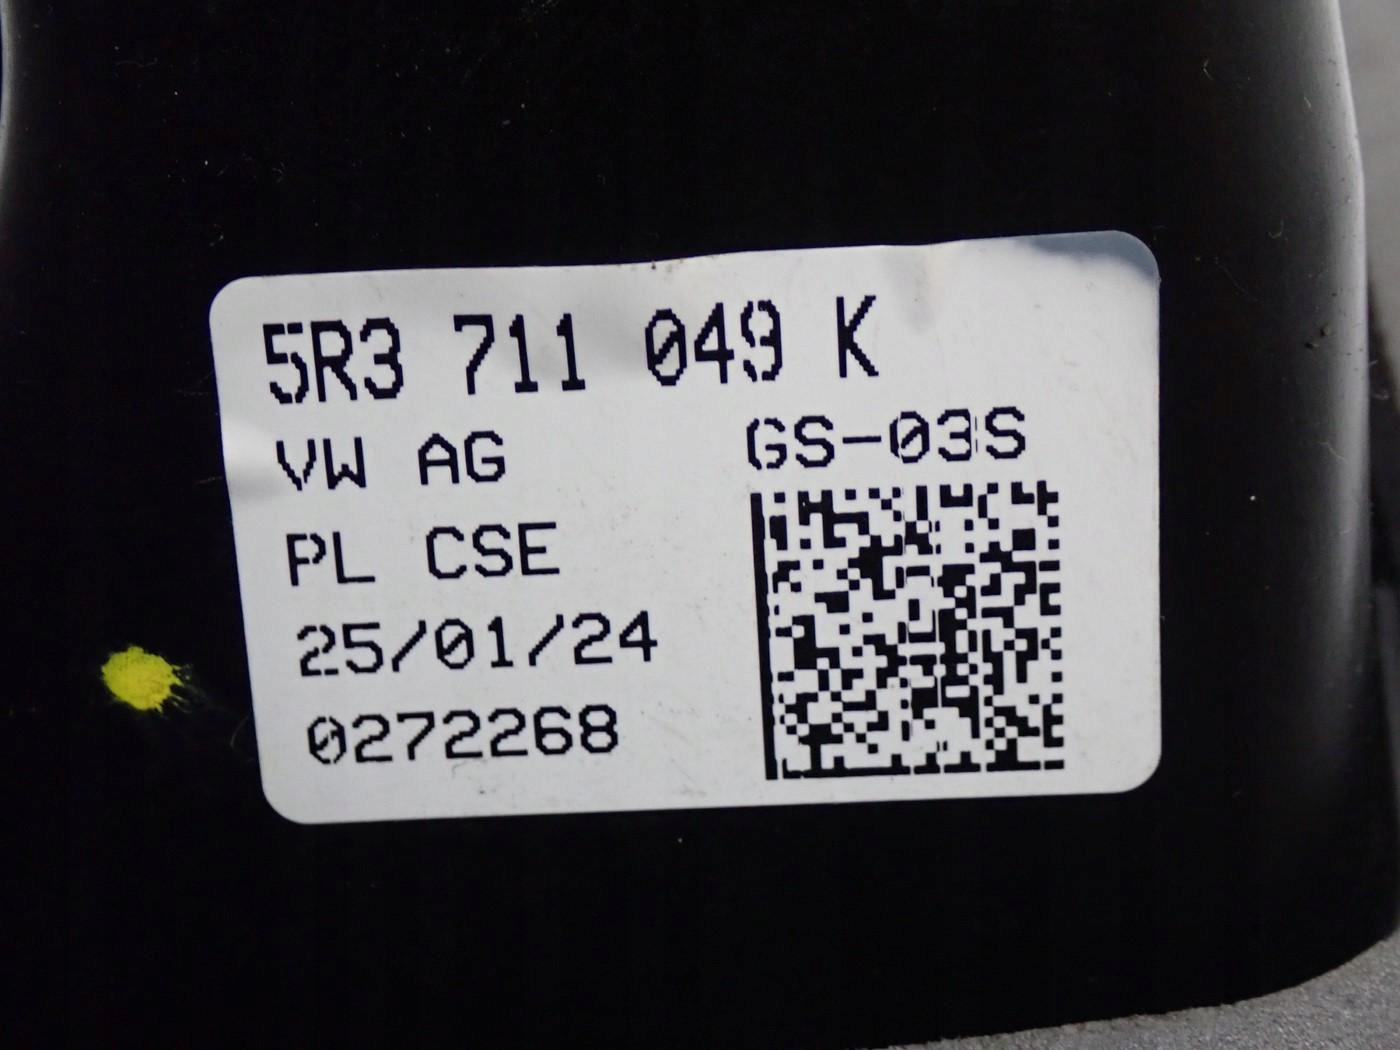 5R3 711 049 K
VW AG
GS-03S
PL CSE
25/01/24
0272268